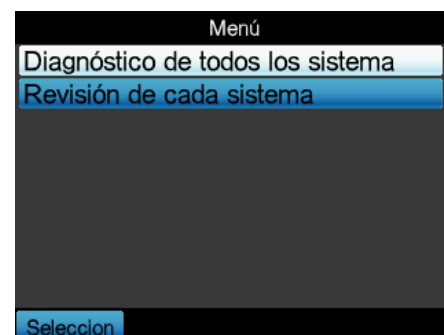 Menú
Diagnóstico de todos los sistema
Revisión de cada sistema
Seleccion